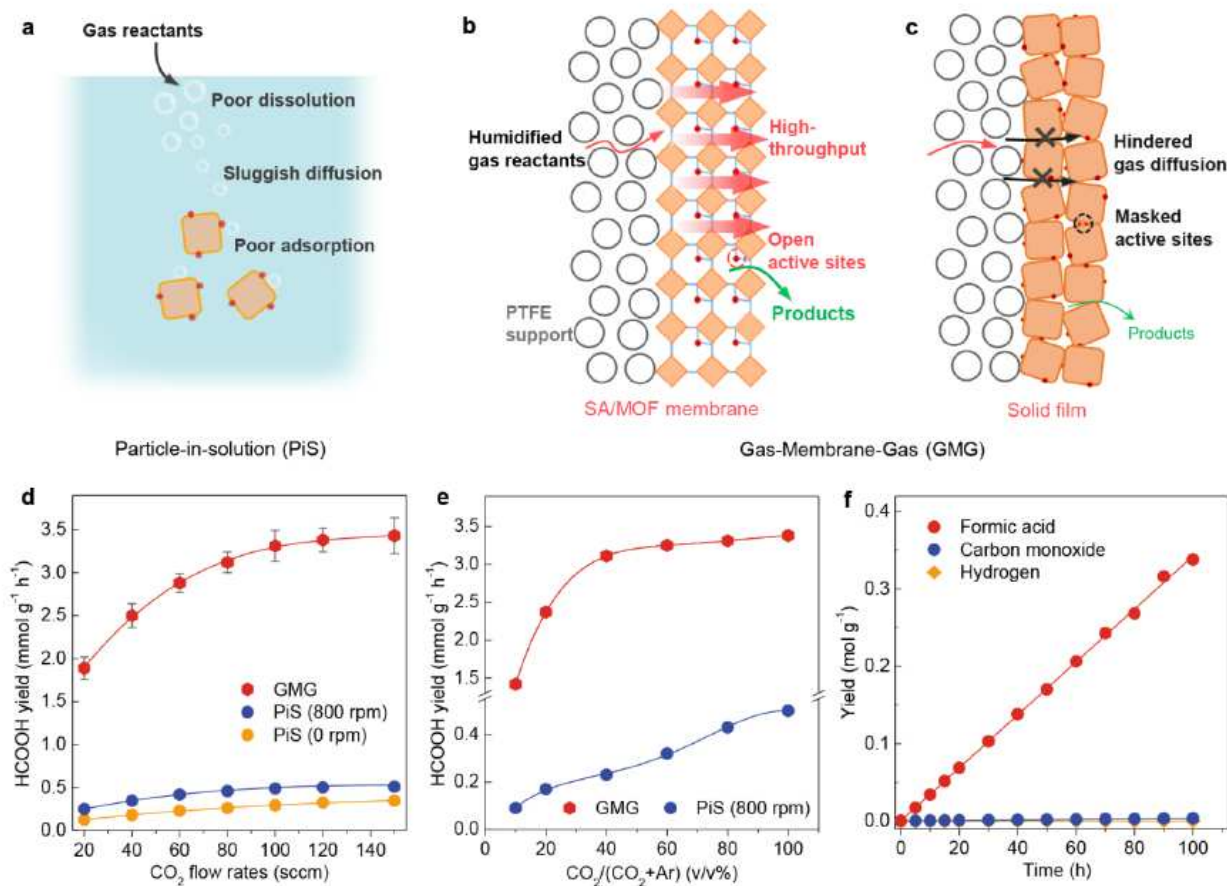 a
Gas reactants
Poor dissolution
Sluggish diffusion
Poor adsorption
Particle-in-solution (PiS)
b
Humidified
gas reactants
High-
throughput
Open
active sites
Products
PTFE
support
SA/MOF membrane
c
Hindered
gas diffusion
Masked
active sites
Products
Solid film
Gas-Membrane-Gas (GMG)
d
HCOOH yield (mmol g⁻¹ h⁻¹)
3.5
3.0
2.5
2.0
1.5
1.0
0.5
0.0
GMG
PiS (800 rpm)
PiS (0 rpm)
20 40 60 80 100 120 140
CO₂ flow rates (sccm)
e
HCOOH yield (mmol g⁻¹ h⁻¹)
3.5
3.0
2.5
2.0
1.5
0.4
0.2
0.0
GMG PiS (800 rpm)
0 20 40 60 80 100
CO₂/(CO₂+Ar) (v/v%)
f
Yield (mol g⁻¹)
0.4
0.3
0.2
0.1
0.0
Formic acid
Carbon monoxide
Hydrogen
0 20 40 60 80 100
Time (h)